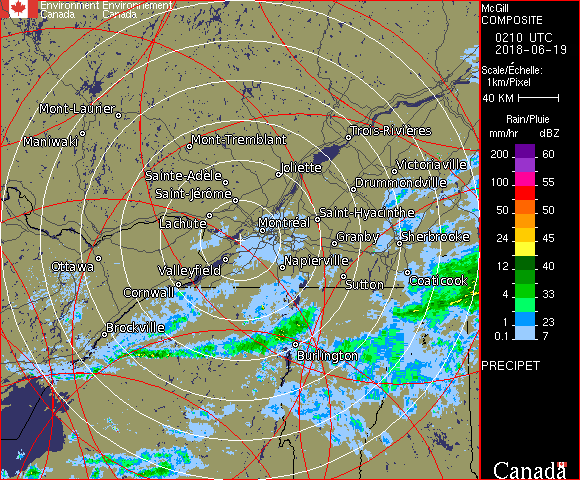 Environment Environnement
Canada Canada
McGill
COMPOSITE
0210 UTC
2018-06-19
Scale/Échelle:
1km/Pixel
40 KM
Rain/Pluie
mm/hr dBZ
200 60
100 55
50 50
24 45
12 40
4 33
1 23
0.1 7
PRECIPET
Canada
Mont-Laurier
Maniwaki
Mont-Tremblant
Trois-Rivières
Sainte-Adèle
Joliette
Victoriaville
Saint-Jérôme
Drummondville
Lachute
Montréal
Saint-Hyacinthe
Granby
Sherbrooke
Ottawa
Valleyfield
Napierville
Cornwall
Sutton
Coaticook
Brockville
Burlington